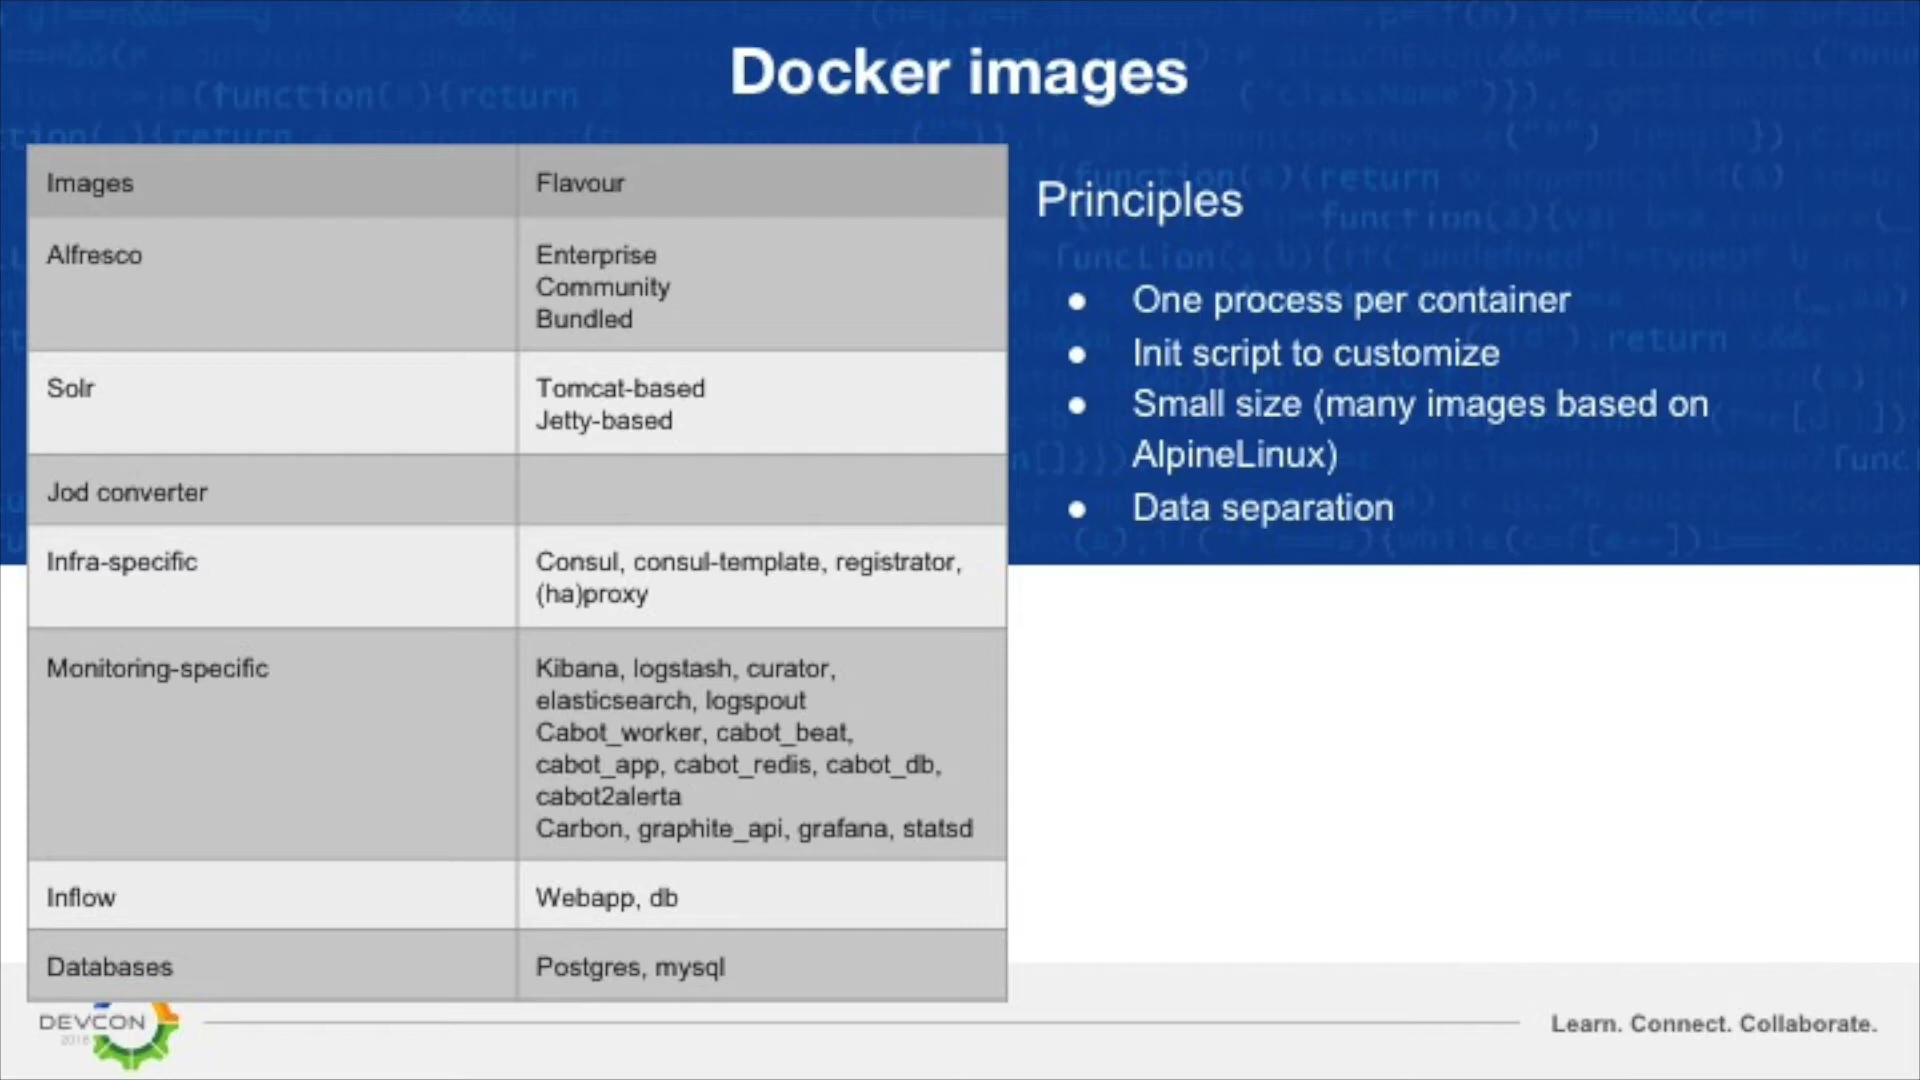 Docker images
Images
Flavour
Alfresco
Enterprise
Community
Bundled
Solr
Tomcat-based
Jetty-based
Jod converter
Infra-specific
Consul, consul-template, registrator,
(ha)proxy
Monitoring-specific
Kibana, logstash, curator,
elasticsearch, logspout
Cabot_worker, cabot_beat,
cabot_app, cabot_redis, cabot_db,
cabot2alerta
Carbon, graphite_api, grafana, statsd
Inflow
Webapp, db
Databases
Postgres, mysql
Principles
● One process per container
● Init script to customize
● Small size (many images based on
AlpineLinux)
● Data separation
DEVCON
Learn. Connect. Collaborate.